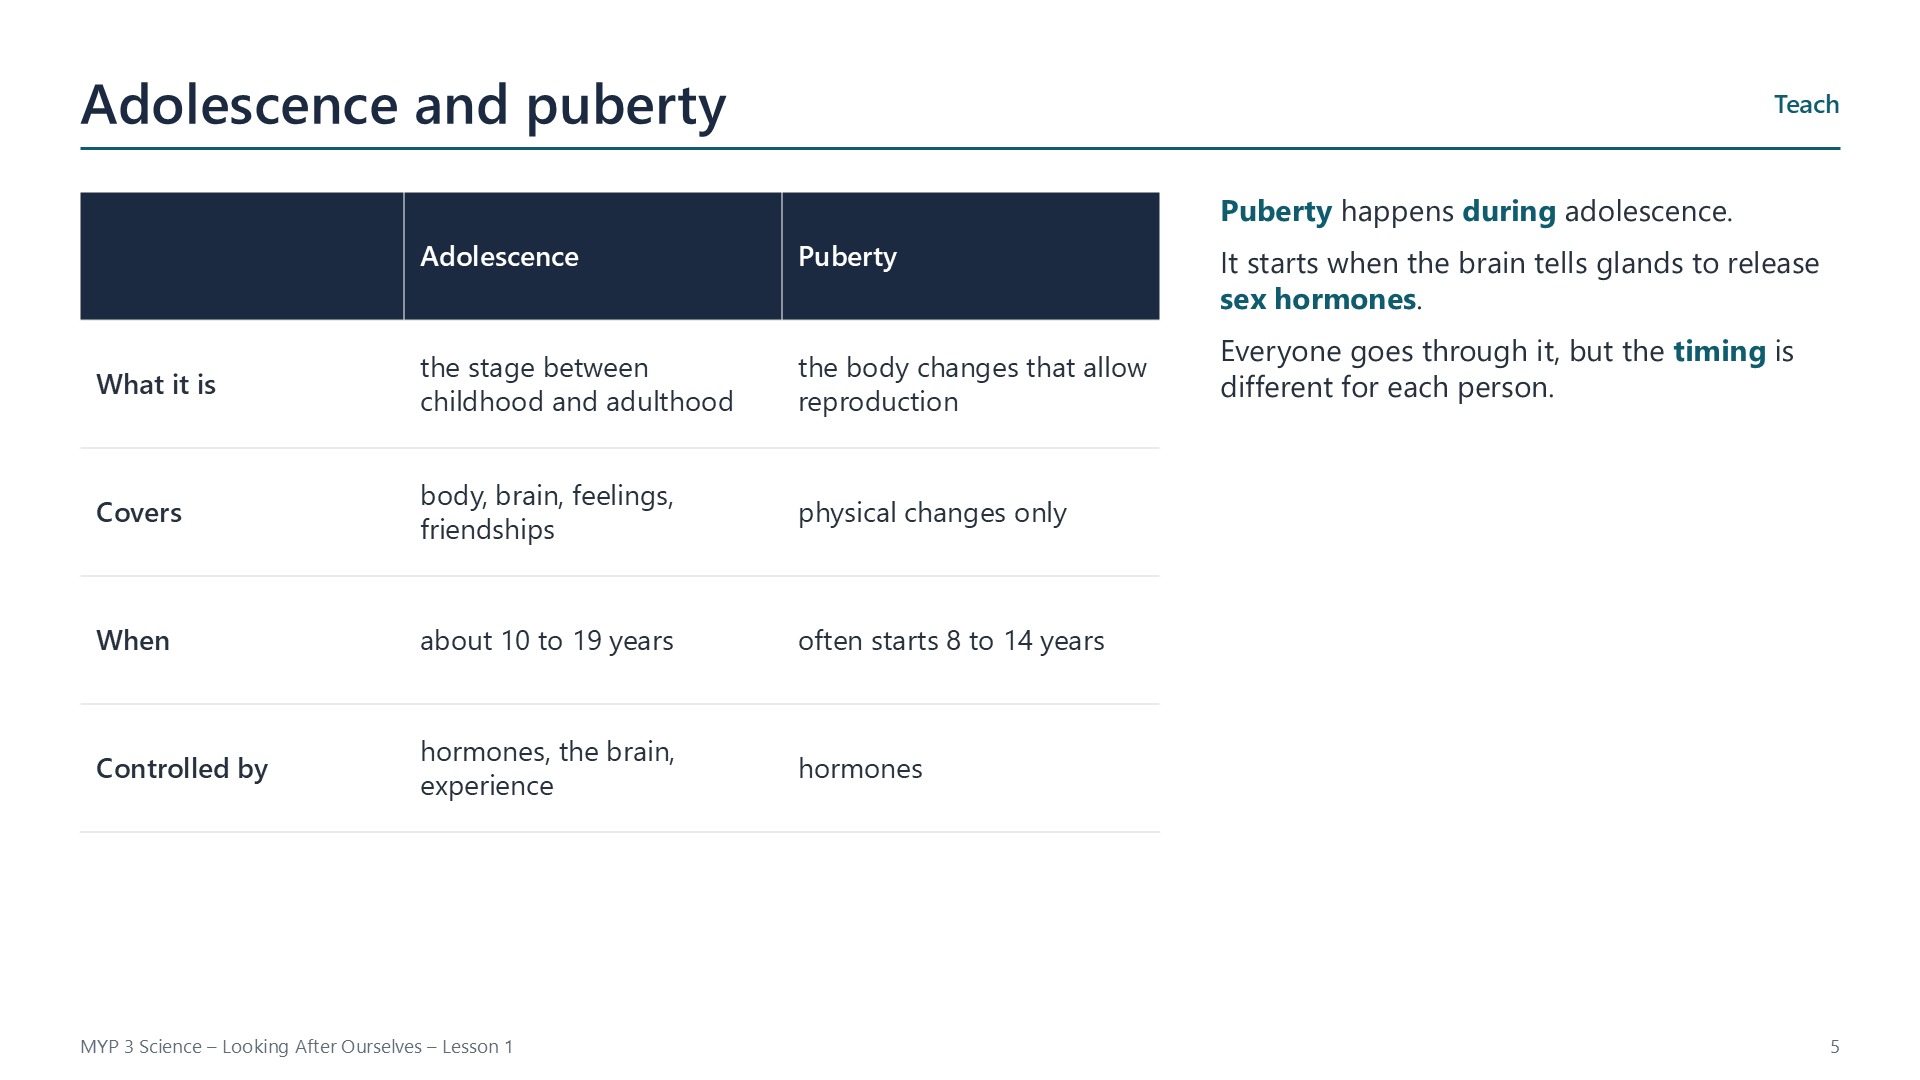 Adolescence and puberty
Teach
Adolescence
Puberty
What it is
the stage between
childhood and adulthood
the body changes that allow
reproduction
Covers
body, brain, feelings,
friendships
physical changes only
When
about 10 to 19 years
often starts 8 to 14 years
Controlled by
hormones, the brain,
experience
hormones
Puberty happens during adolescence.
It starts when the brain tells glands to release
sex hormones.
Everyone goes through it, but the timing is
different for each person.
MYP 3 Science – Looking After Ourselves – Lesson 1
5